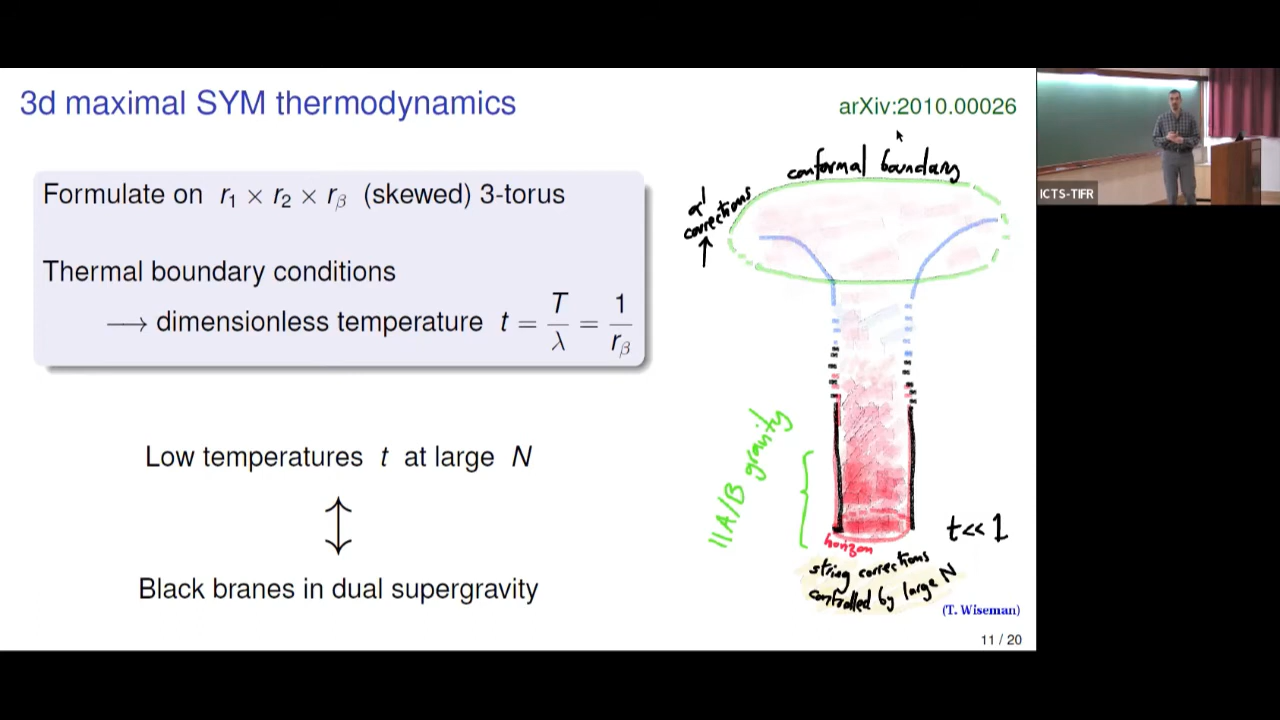 3d maximal SYM thermodynamics
arXiv:2010.00026
Formulate on r₁ × r₂ × r_β (skewed) 3-torus
Thermal boundary conditions
⟶ dimensionless temperature t = T/λ = 1/r_β
Low temperatures t at large N
↕
Black branes in dual supergravity
conformal boundary
α' corrections
↑
IIA/B gravity
horizon
t<<1
string corrections
controlled by large N
(T. Wiseman)
11 / 20
ICTS-TIFR